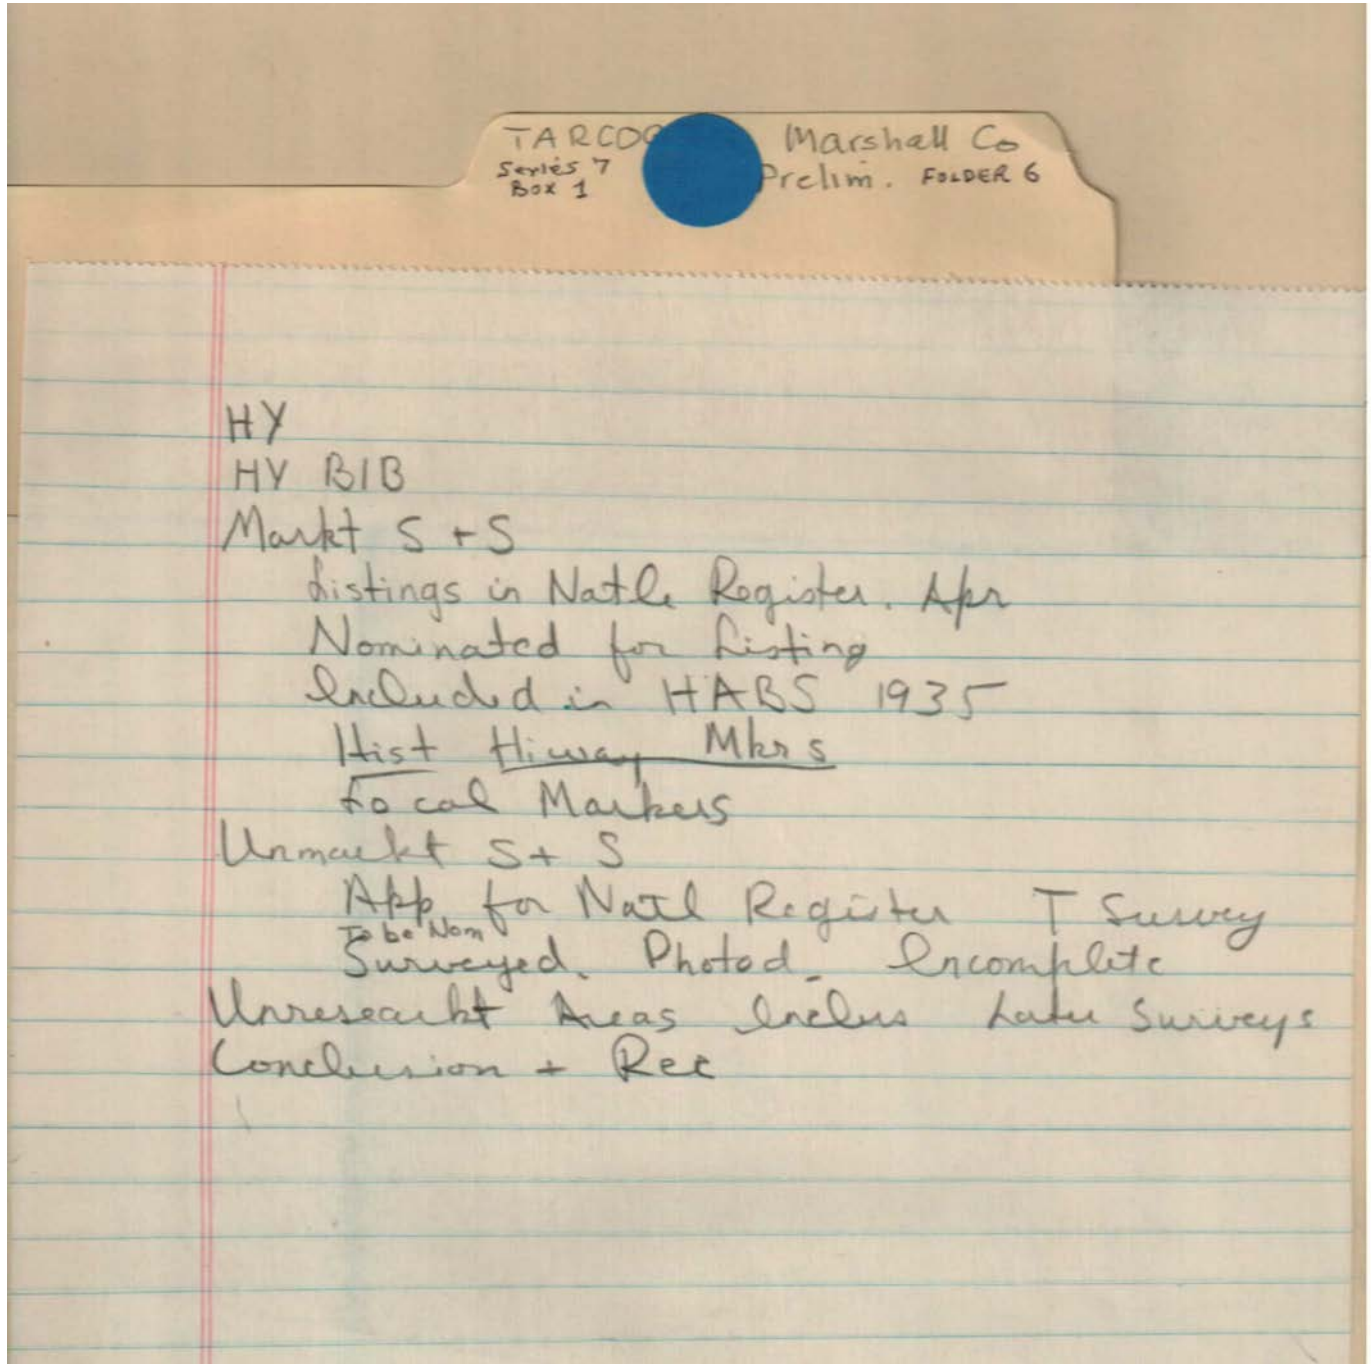 TARCOG Marshall Co
Series 7 Prelim. FOLDER 6
Box 1
HY
HY BIB
Markt S + S
Listings in Natl Register. Apr
Nominated for Listing
Included in HABS 1935
Hist Hiway Mkrs
Local Markers
Unmarkt S + S
App for Natl Register T Survey
To be Nom
Surveyed. Photod. Incomplete
Unresearkt Areas Inclus Later Surveys
Conclusion + Rec